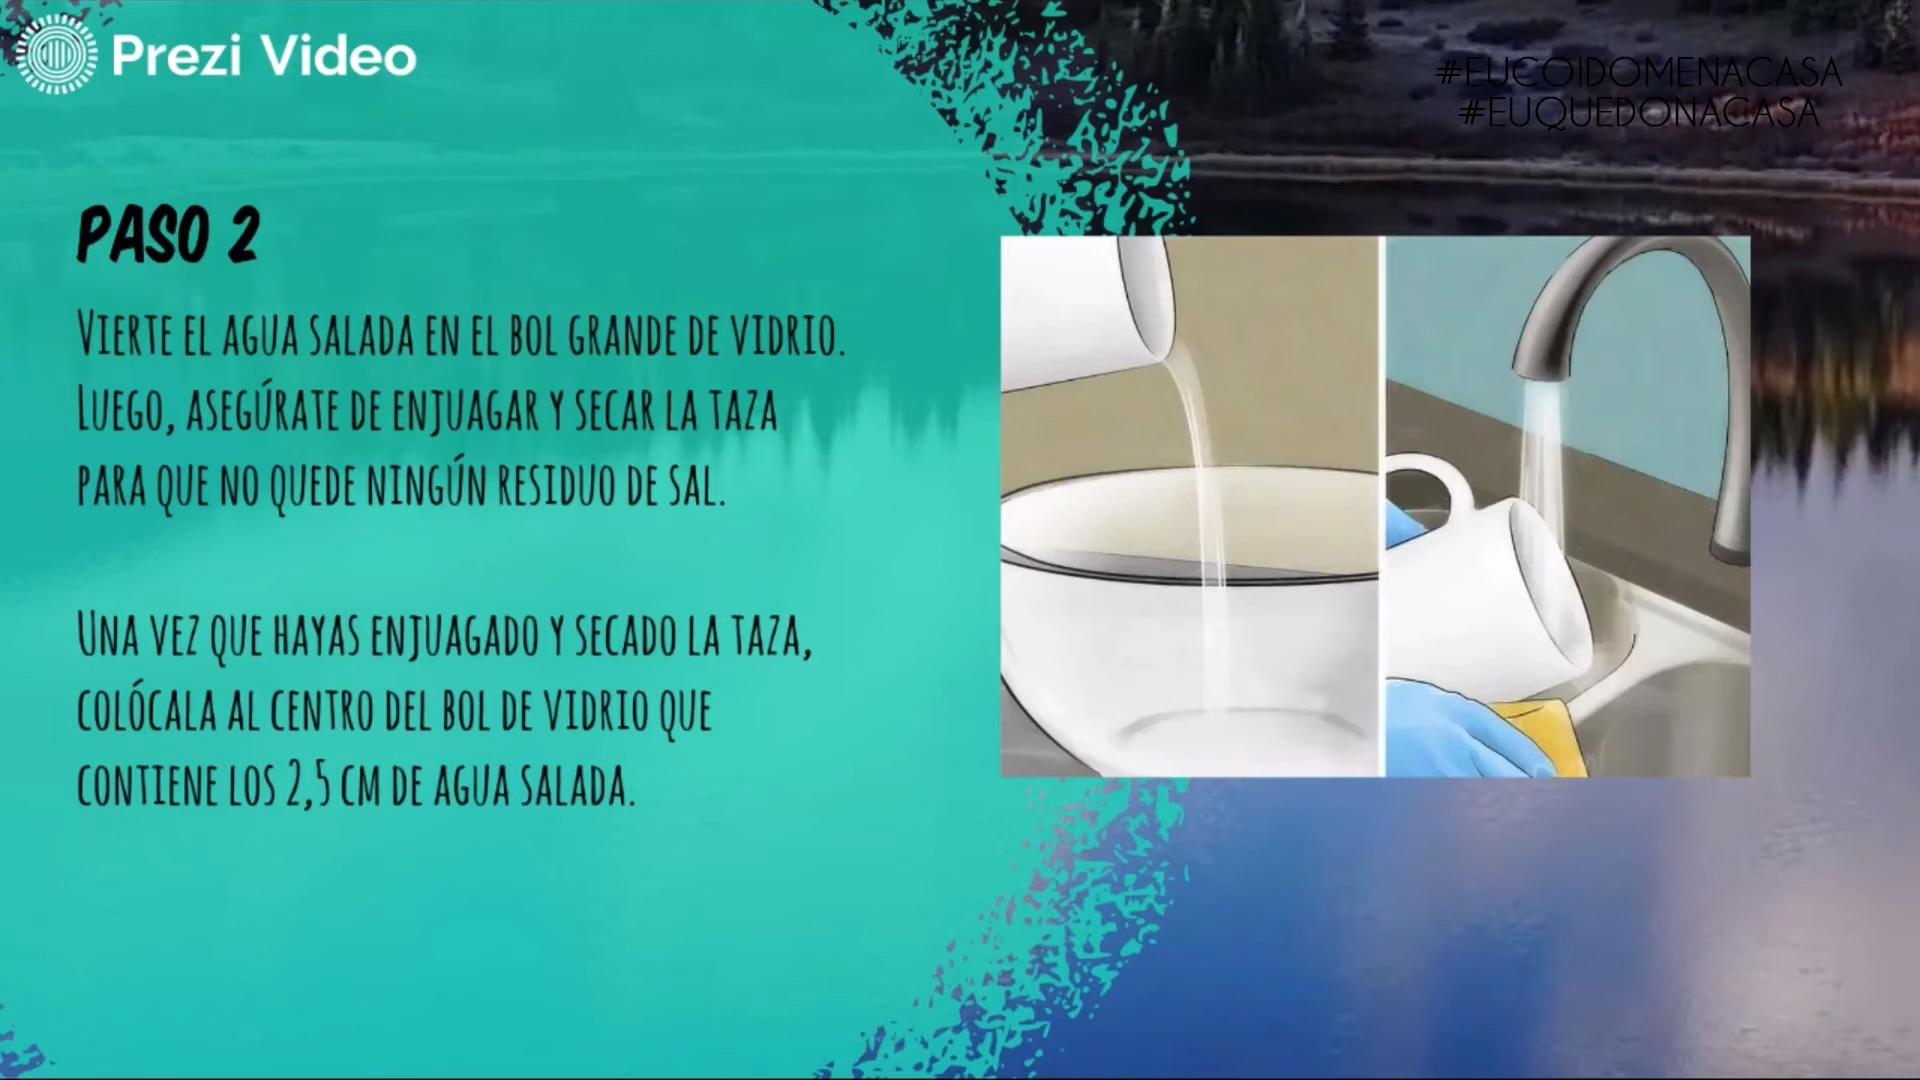 Prezi Video
#EUCOIDOMENACASA
#EUQUEDONACASA
PASO 2
VIERTE EL AGUA SALADA EN EL BOL GRANDE DE VIDRIO.
LUEGO, ASEGÚRATE DE ENJUAGAR Y SECAR LA TAZA
PARA QUE NO QUEDE NINGÚN RESIDUO DE SAL.
UNA VEZ QUE HAYAS ENJUAGADO Y SECADO LA TAZA,
COLÓCALA AL CENTRO DEL BOL DE VIDRIO QUE
CONTIENE LOS 2,5 CM DE AGUA SALADA.